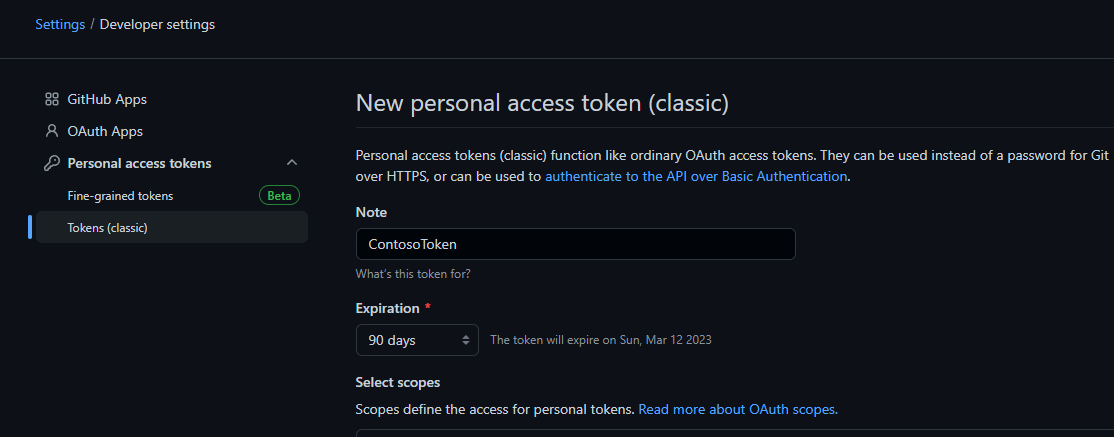 Settings / Developer settings
GitHub Apps
OAuth Apps
Personal access tokens
Fine-grained tokens Beta
Tokens (classic)
New personal access token (classic)
Personal access tokens (classic) function like ordinary OAuth access tokens. They can be used instead of a password for Git
over HTTPS, or can be used to authenticate to the API over Basic Authentication.
Note
ContosoToken
What's this token for?
Expiration *
90 days The token will expire on Sun, Mar 12 2023
Select scopes
Scopes define the access for personal tokens. Read more about OAuth scopes.